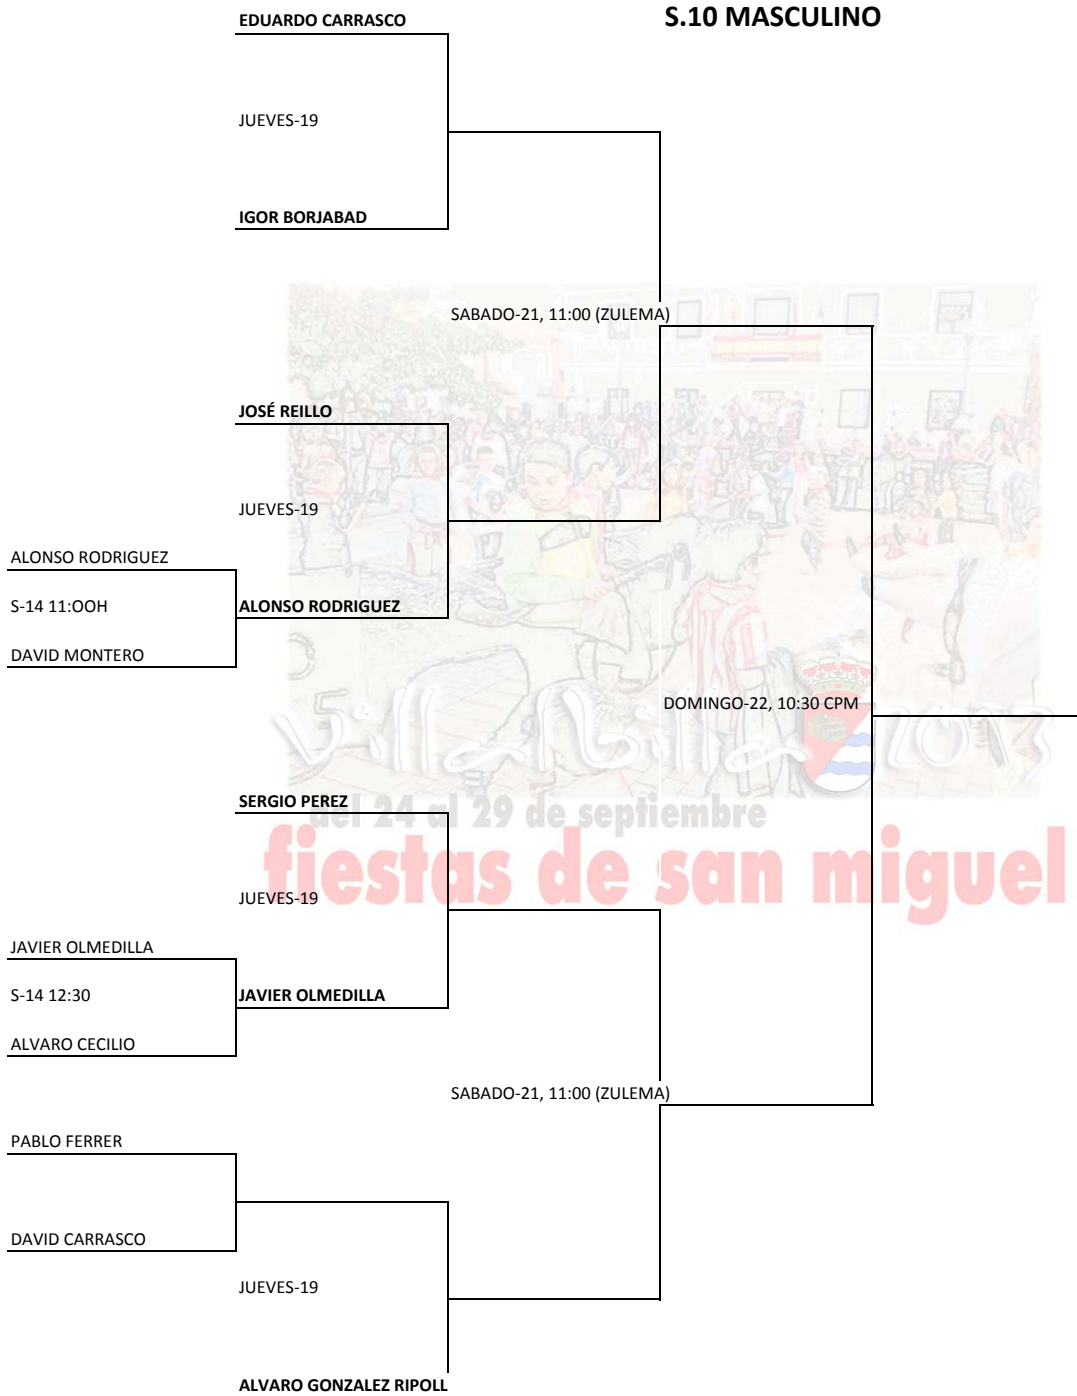 S.10 MASCULINO
EDUARDO CARRASCO
JUEVES-19
IGOR BORJABAD
SABADO-21, 11:00 (ZULEMA)
JOSÉ REILLO
JUEVES-19
ALONSO RODRIGUEZ
S-14 11:OOH
ALONSO RODRIGUEZ
DAVID MONTERO
DOMINGO-22, 10:30 CPM
Villalbilla 2013
SERGIO PEREZ
del 24 al 29 de septiembre
fiestas de san miguel
JUEVES-19
JAVIER OLMEDILLA
S-14 12:30
JAVIER OLMEDILLA
ALVARO CECILIO
SABADO-21, 11:00 (ZULEMA)
PABLO FERRER
DAVID CARRASCO
JUEVES-19
ALVARO GONZALEZ RIPOLL